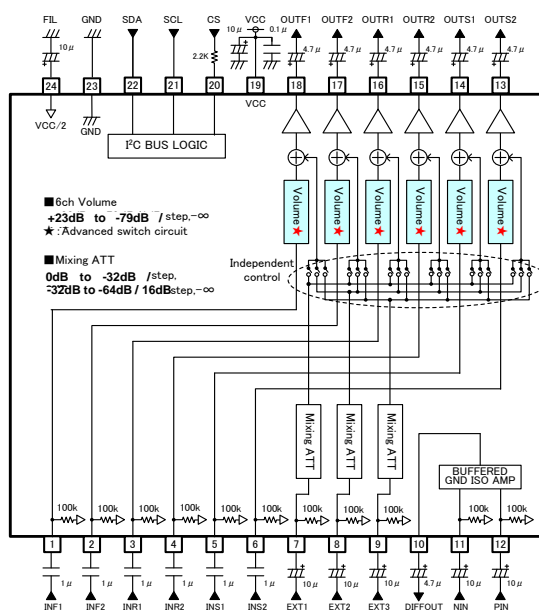 FIL GND SDA SCL CS VCC OUTF1 OUTF2 OUTR1 OUTR2 OUTS1 OUTS2
10μ 10μ 0.1μ 4.7μ 4.7μ 4.7μ 4.7μ 4.7μ 4.7μ
2.2K
24 23 22 21 20 19 18 17 16 15 14 13
VCC/2 GND VCC
I²C BUS LOGIC
■6ch Volume
+23dB to -79dB / step,-∞
★:Advanced switch circuit
■Mixing ATT
0dB to -32dB /step,
-32dB to -64dB / 16dB step,-∞
Volume★ Volume★ Volume★ Volume★ Volume★ Volume★
Independent
control
Mixing ATT Mixing ATT Mixing ATT
BUFFERED
GND ISO AMP
100k 100k 100k 100k 100k 100k 100k 100k 100k 100k 100k
1 2 3 4 5 6 7 8 9 10 11 12
1μ 1μ 1μ 1μ 1μ 1μ 10μ 10μ 10μ 4.7μ 10μ 10μ
INF1 INF2 INR1 INR2 INS1 INS2 EXT1 EXT2 EXT3 DIFFOUT NIN PIN